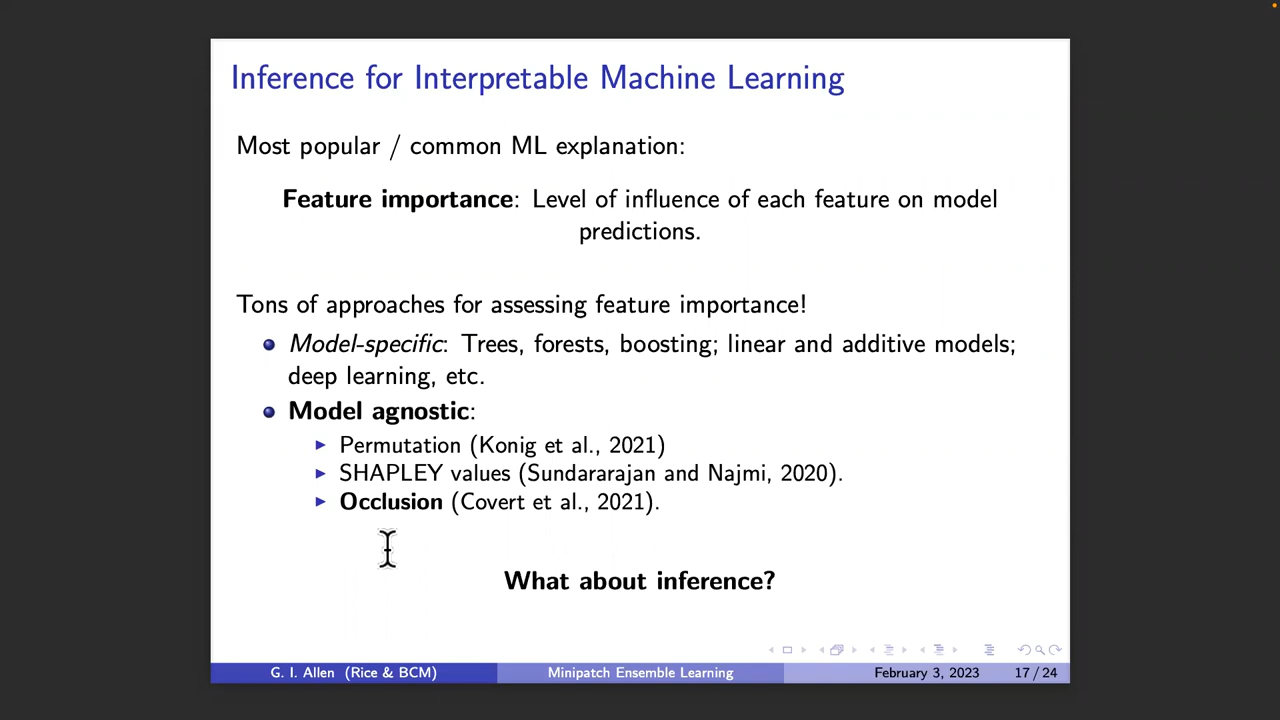 Inference for Interpretable Machine Learning
Most popular / common ML explanation:
Feature importance: Level of influence of each feature on model
predictions.
Tons of approaches for assessing feature importance!
Model-specific: Trees, forests, boosting; linear and additive models;
deep learning, etc.
Model agnostic:
Permutation (Konig et al., 2021)
SHAPLEY values (Sundararajan and Najmi, 2020).
Occlusion (Covert et al., 2021).
What about inference?
G. I. Allen (Rice & BCM) Minipatch Ensemble Learning February 3, 2023 17 / 24